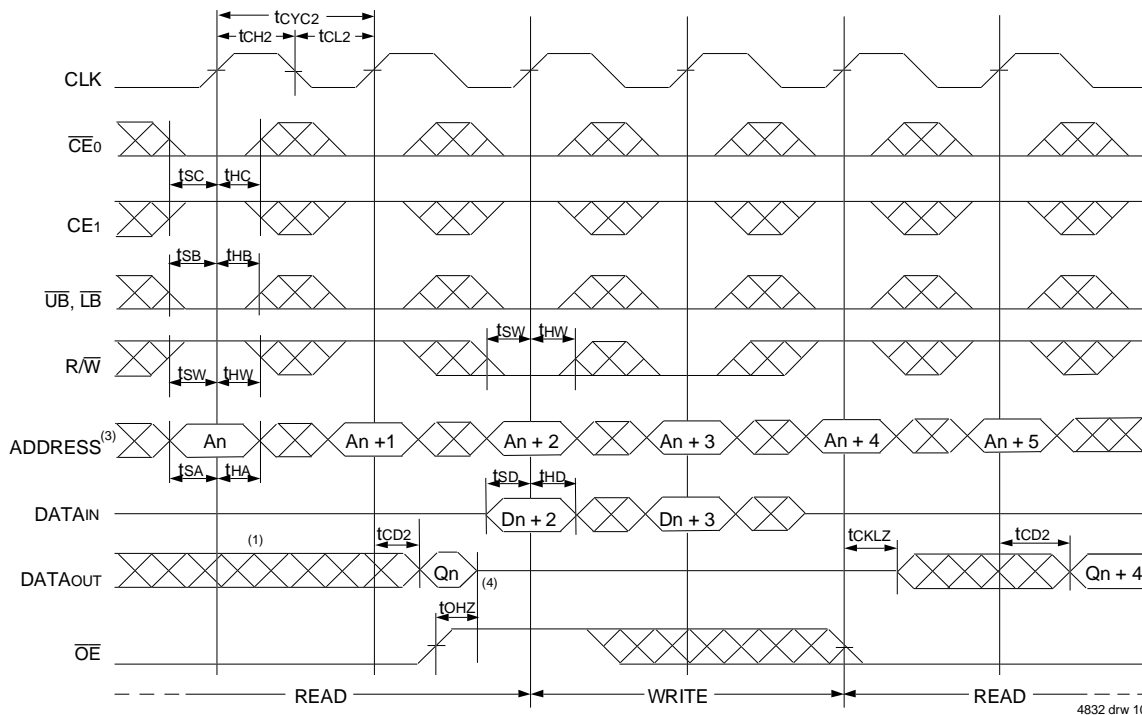 tCYC2
tCH2 tCL2
CLK
CE0
tSC tHC
CE1
tSB tHB
UB, LB
tSW tHW
R/W
tSW tHW
ADDRESS(3) An An +1 An + 2 An + 3 An + 4 An + 5
tSA tHA tSD tHD
DATAIN Dn + 2 Dn + 3
(1) tCD2 tCKLZ tCD2
DATAOUT Qn (4) Qn + 4
tOHZ
OE
READ WRITE READ
4832 drw 10